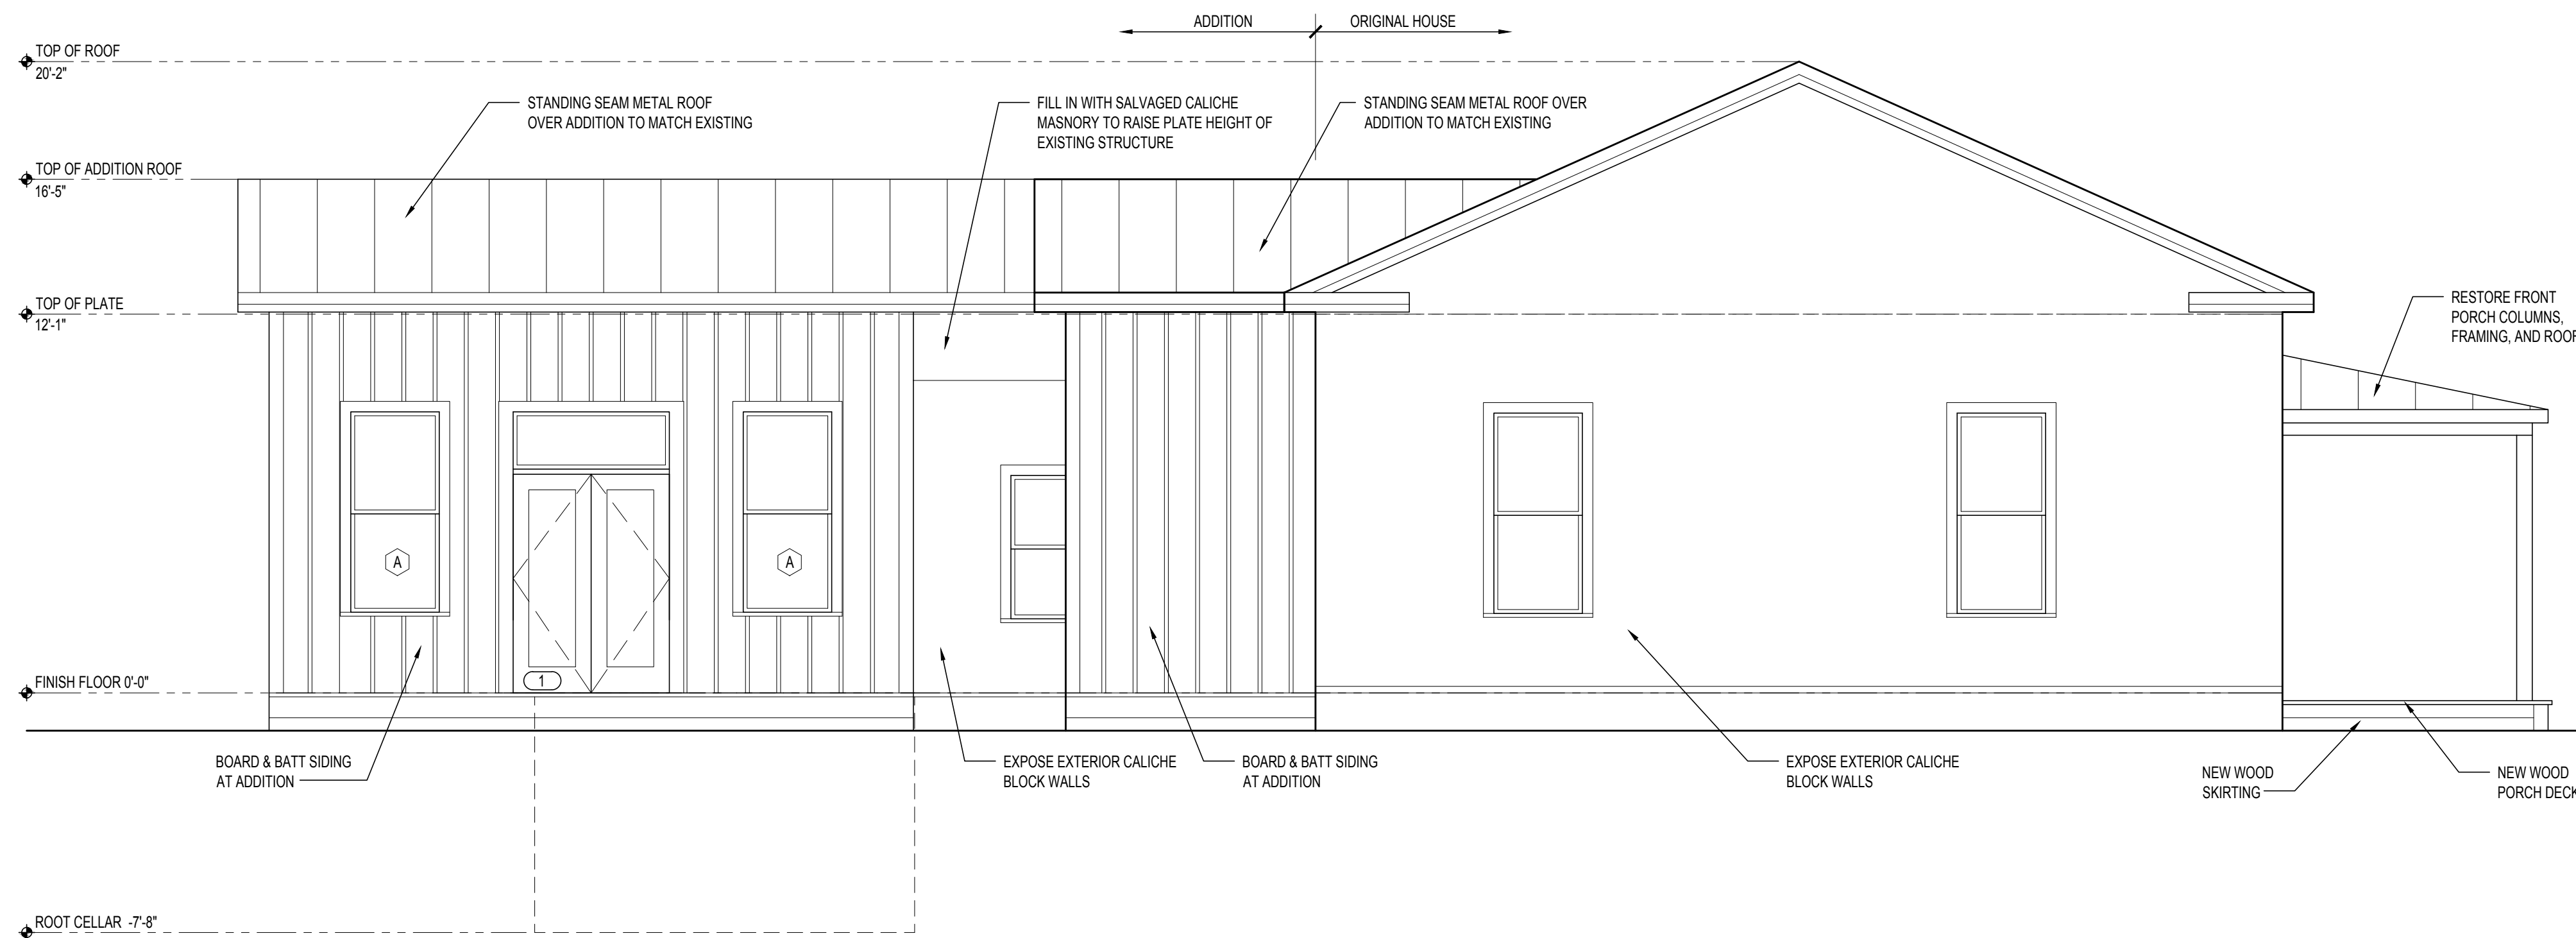 ADDITION
ORIGINAL HOUSE
TOP OF ROOF
20'-2"
STANDING SEAM METAL ROOF
OVER ADDITION TO MATCH EXISTING
FILL IN WITH SALVAGED CALICHE
MASNORY TO RAISE PLATE HEIGHT OF
EXISTING STRUCTURE
STANDING SEAM METAL ROOF OVER
ADDITION TO MATCH EXISTING
TOP OF ADDITION ROOF
16'-5"
TOP OF PLATE
12'-1"
RESTORE FRONT
PORCH COLUMNS,
FRAMING, AND ROOF
A
A
1
FINISH FLOOR 0'-0"
BOARD & BATT SIDING
AT ADDITION
EXPOSE EXTERIOR CALICHE
BLOCK WALLS
BOARD & BATT SIDING
AT ADDITION
EXPOSE EXTERIOR CALICHE
BLOCK WALLS
NEW WOOD
SKIRTING
NEW WOOD
PORCH DECK
ROOT CELLAR -7'-8"